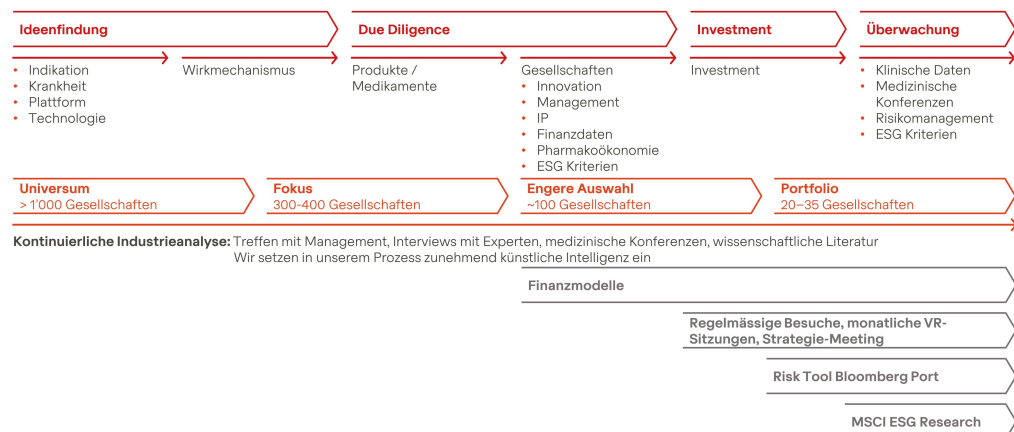 Ideenfindung
Due Diligence
Investment
Überwachung
• Indikation
• Krankheit
• Plattform
• Technologie
Wirkmechanismus
Produkte /
Medikamente
Gesellschaften
• Innovation
• Management
• IP
• Finanzdaten
• Pharmakoökonomie
• ESG Kriterien
Investment
• Klinische Daten
• Medizinische
Konferenzen
• Risikomanagement
• ESG Kriterien
Universum
> 1'000 Gesellschaften
Fokus
300-400 Gesellschaften
Engere Auswahl
~100 Gesellschaften
Portfolio
20–35 Gesellschaften
Kontinuierliche Industrieanalyse: Treffen mit Management, Interviews mit Experten, medizinische Konferenzen, wissenschaftliche Literatur
Wir setzen in unserem Prozess zunehmend künstliche Intelligenz ein
Finanzmodelle
Regelmässige Besuche, monatliche VR-
Sitzungen, Strategie-Meeting
Risk Tool Bloomberg Port
MSCI ESG Research